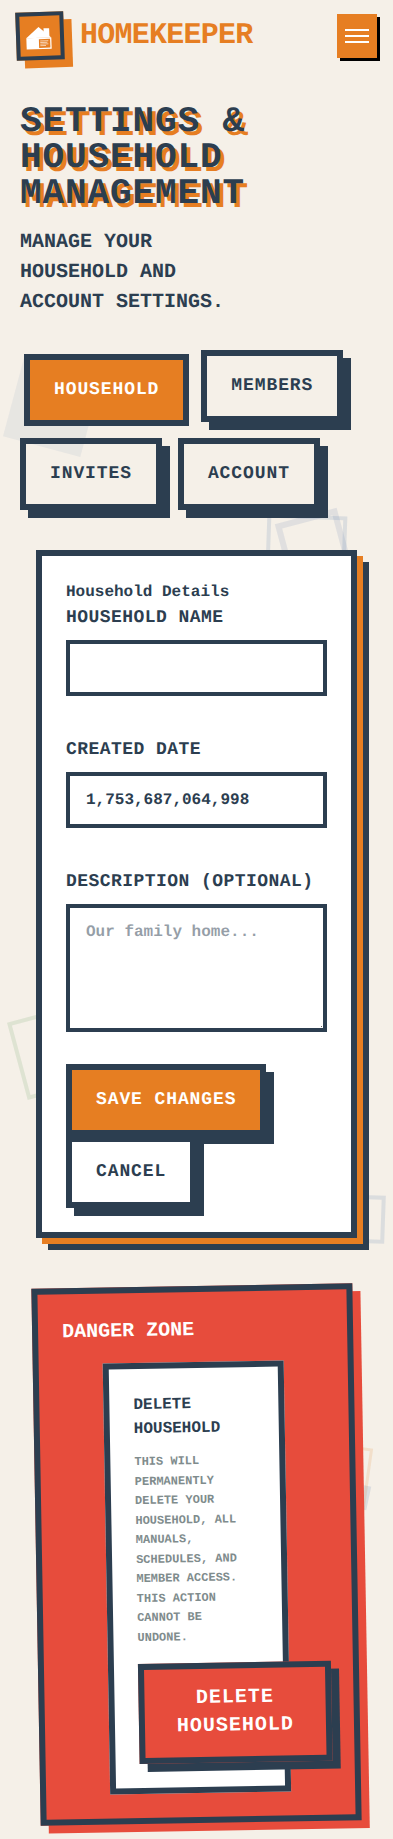 HOMEKEEPER
SETTINGS &
HOUSEHOLD
MANAGEMENT
MANAGE YOUR
HOUSEHOLD AND
ACCOUNT SETTINGS.
HOUSEHOLD
MEMBERS
INVITES
ACCOUNT
Household Details
HOUSEHOLD NAME
CREATED DATE
1,753,687,064,998
DESCRIPTION (OPTIONAL)
Our family home...
SAVE CHANGES
CANCEL
DANGER ZONE
DELETE
HOUSEHOLD
THIS WILL
PERMANENTLY
DELETE YOUR
HOUSEHOLD, ALL
MANUALS,
SCHEDULES, AND
MEMBER ACCESS.
THIS ACTION
CANNOT BE
UNDONE.
DELETE
HOUSEHOLD